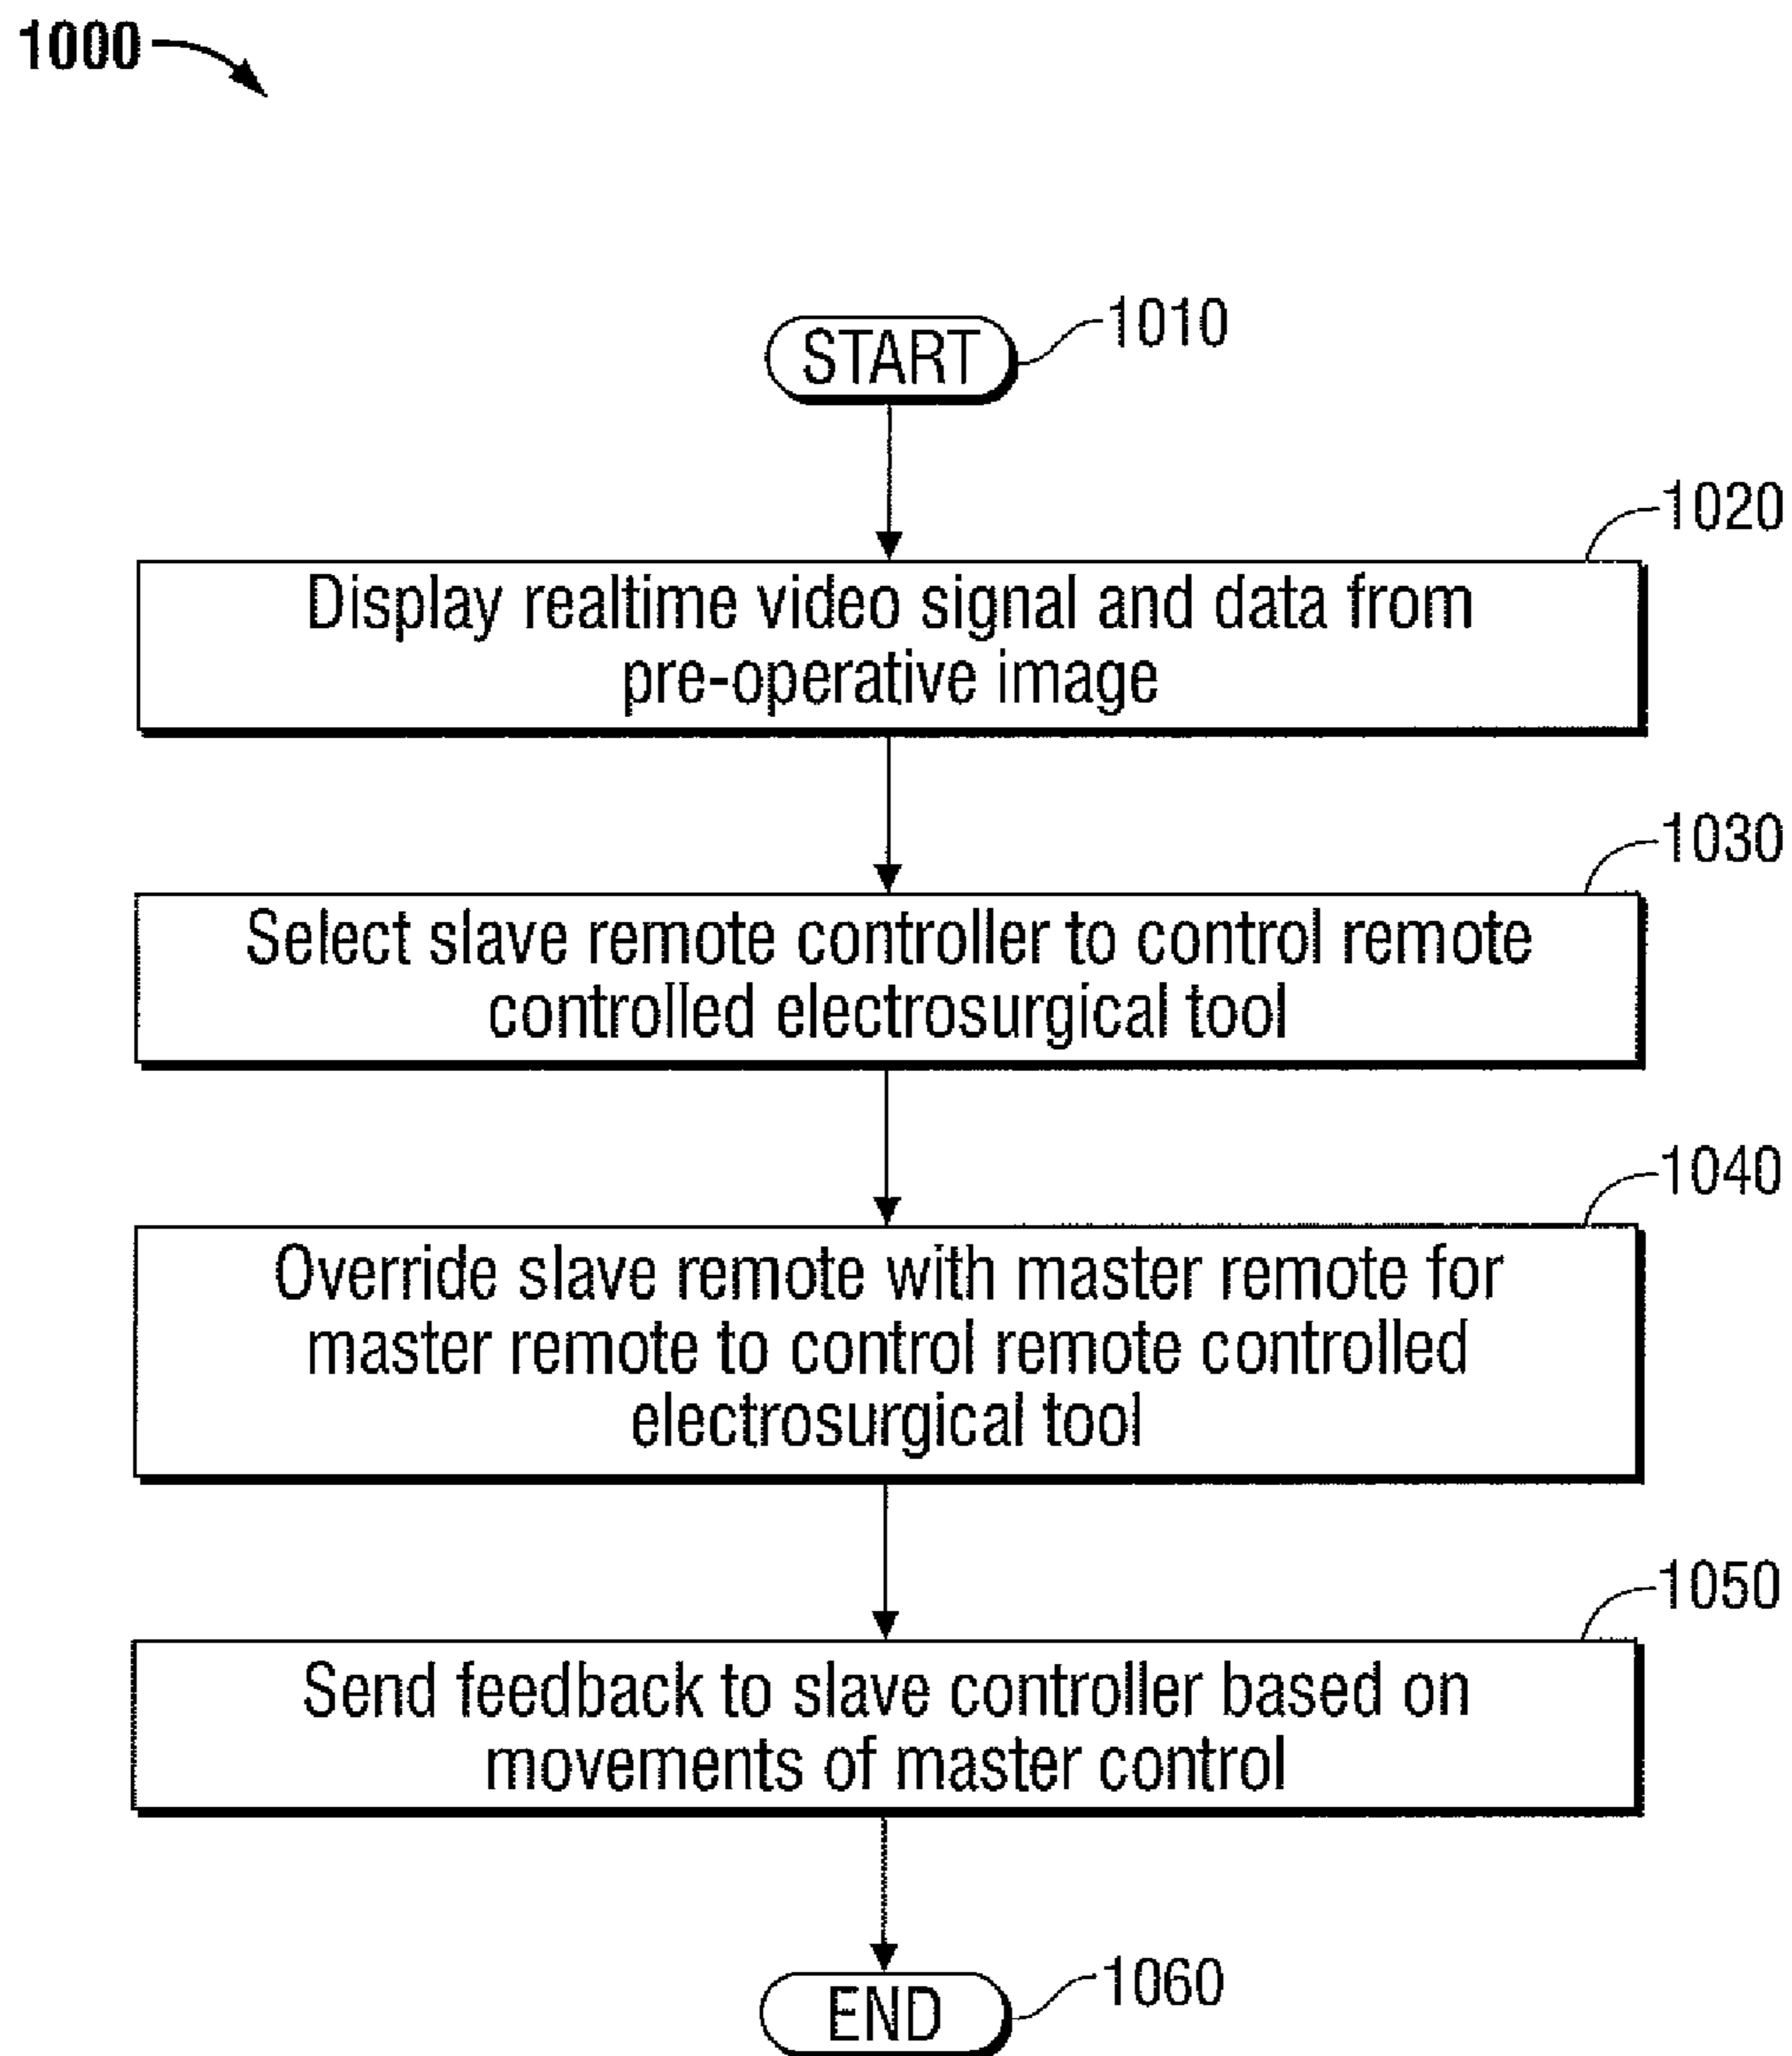 1000
START
1010
1020
Display realtime video signal and data from
pre-operative image
1030
Select slave remote controller to control remote
controlled electrosurgical tool
1040
Override slave remote with master remote for
master remote to control remote controlled
electrosurgical tool
1050
Send feedback to slave controller based on
movements of master control
END
1060